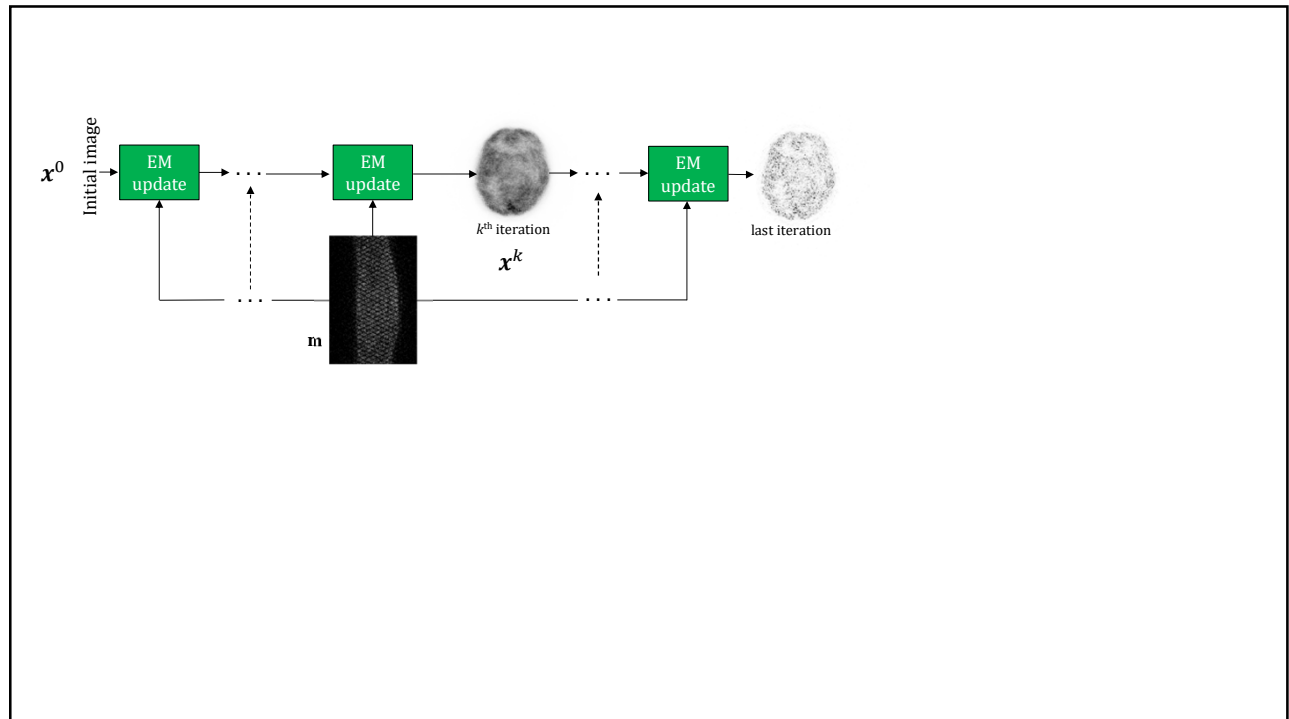 x⁰
Initial image
EM
update
...
EM
update
...
EM
update
kᵗʰ iteration
xᵏ
last iteration
...
...
m